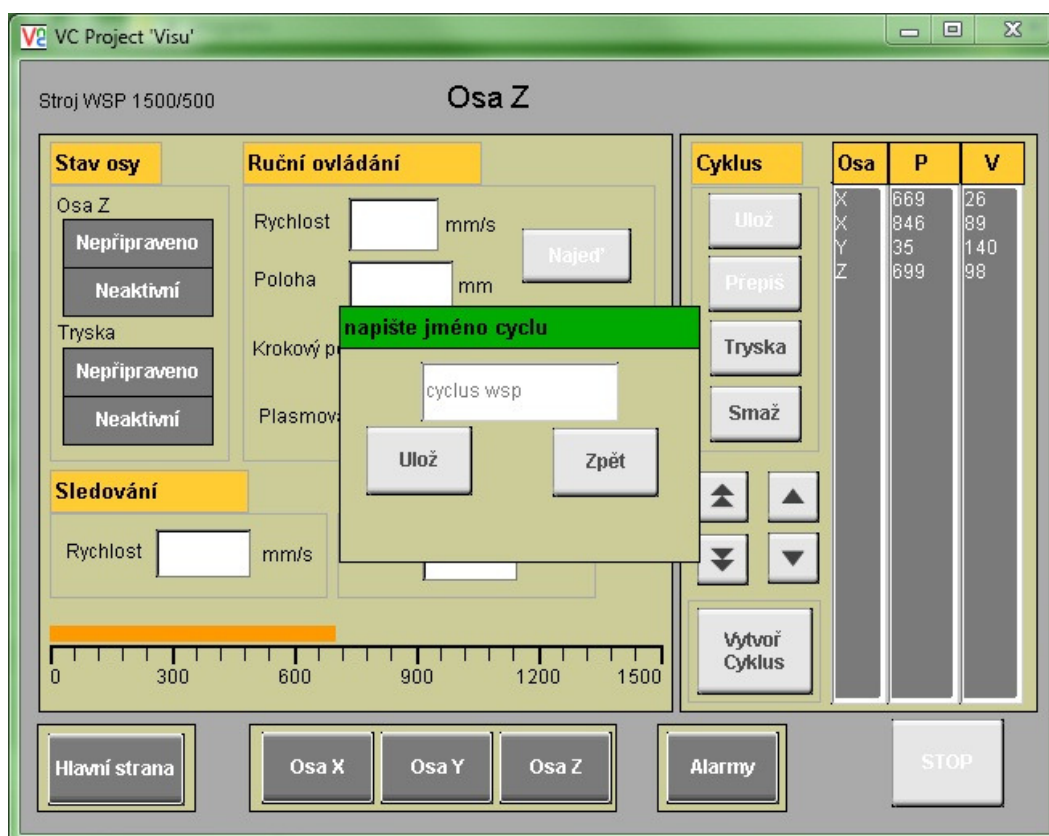 VC Project 'Visu'
Stroj WSP 1500/500
Osa Z
Stav osy
Osa Z
Nepřipraveno
Neaktivní
Tryska
Nepřipraveno
Neaktivní
Ruční ovládání
Rychlost mm/s
Najeď
Poloha mm
Krokový
Plasmov
napište jméno cyclu
cyclus wsp
Ulož Zpět
Sledování
Rychlost mm/s
0 300 600 900 1200 1500
Cyklus
Ulož
Přepiš
Tryska
Smaž
Vytvoř
Cyklus
Osa P V
X 669 26
X 846 89
Y 35 140
Z 699 98
Hlavní strana Osa X Osa Y Osa Z Alarmy STOP